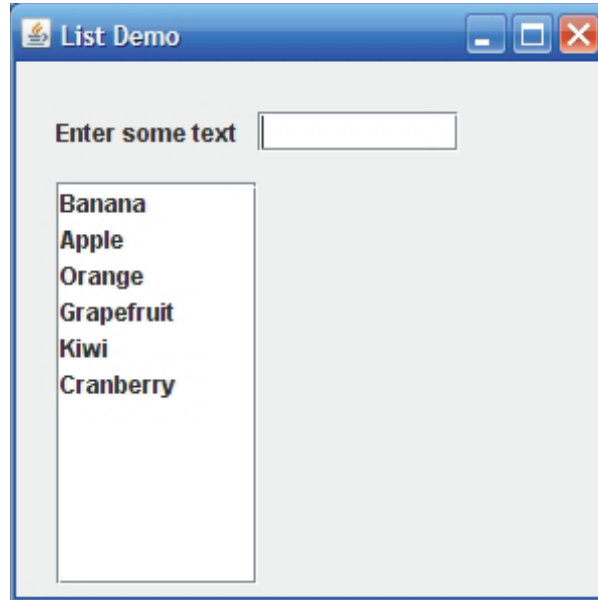 List Demo
Enter some text
Banana
Apple
Orange
Grapefruit
Kiwi
Cranberry